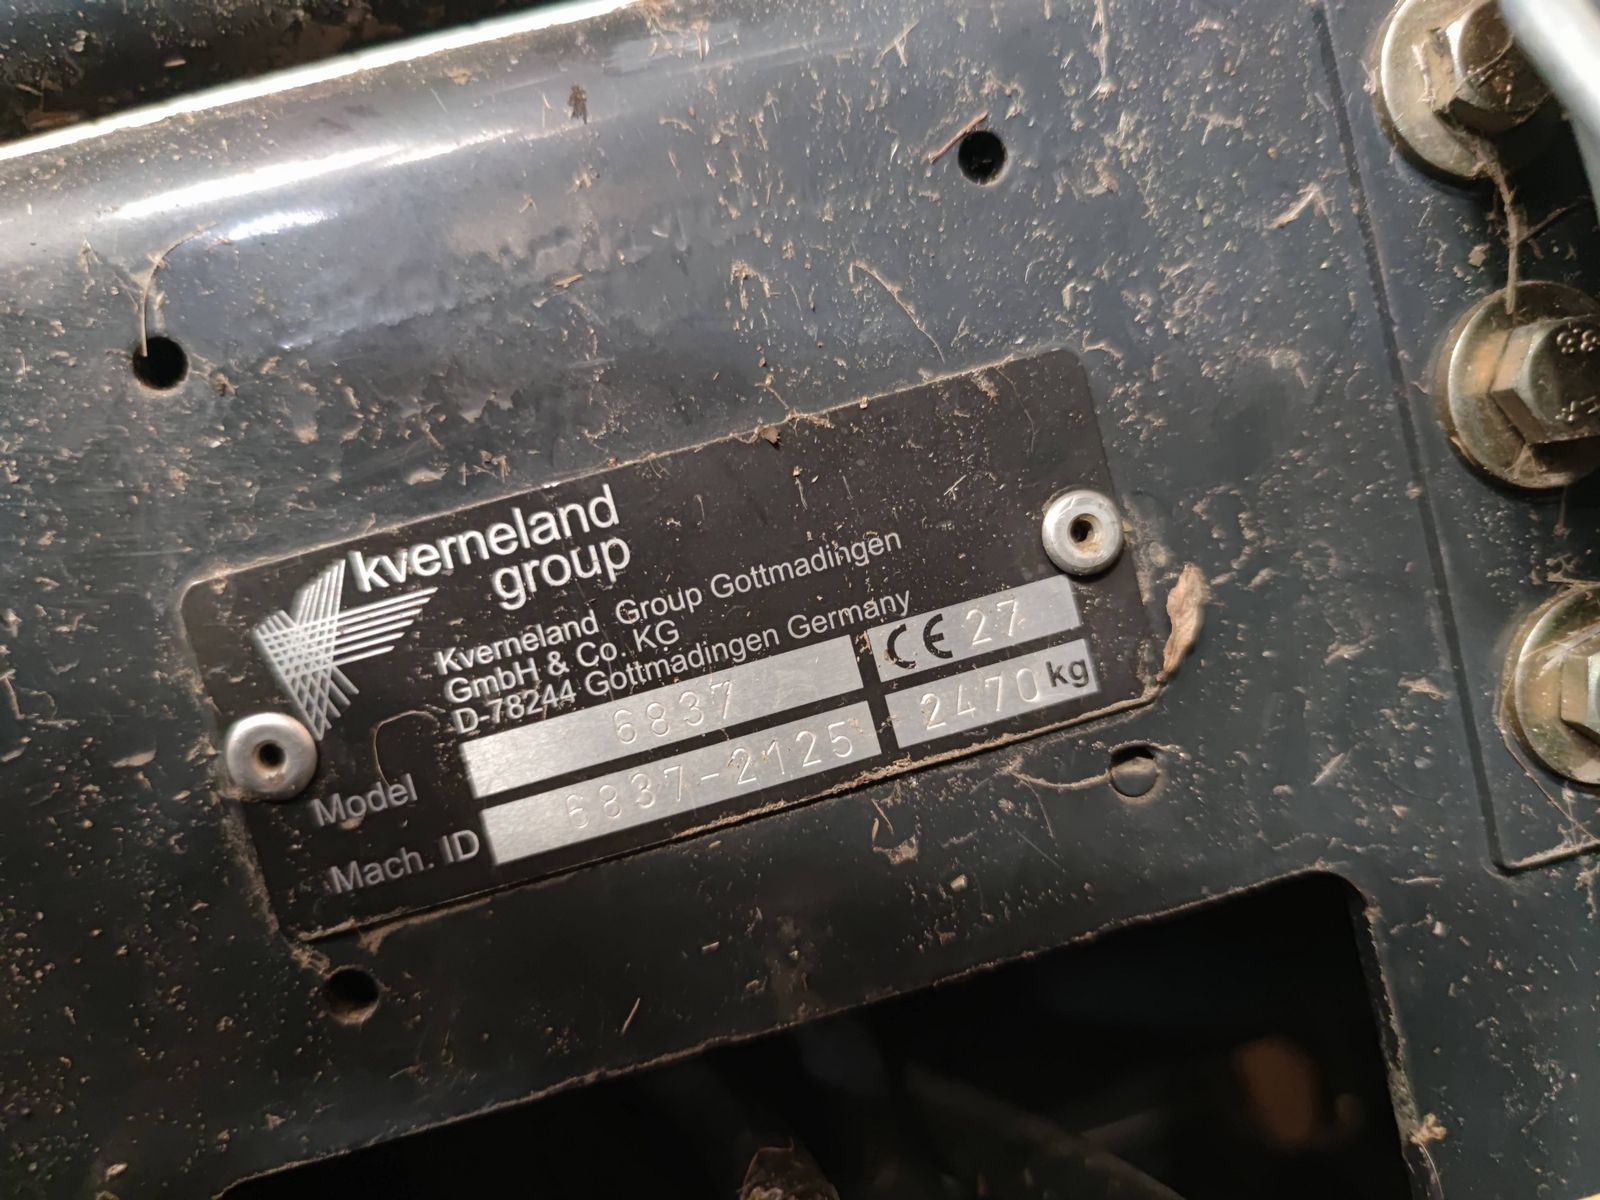 kverneland
group
Kverneland Group Gottmadingen
GmbH & Co. KG
D-78244 Gottmadingen Germany
Model 6837 CE 27
Mach. ID 6837-2125 2470 kg
88